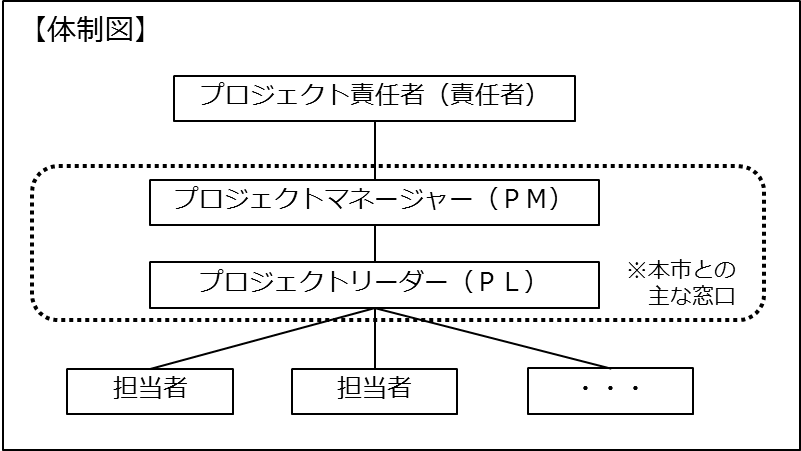 【体制図】
プロジェクト責任者（責任者）
プロジェクトマネージャー（ＰＭ）
プロジェクトリーダー（ＰＬ）
※本市との
主な窓口
担当者
担当者
・・・